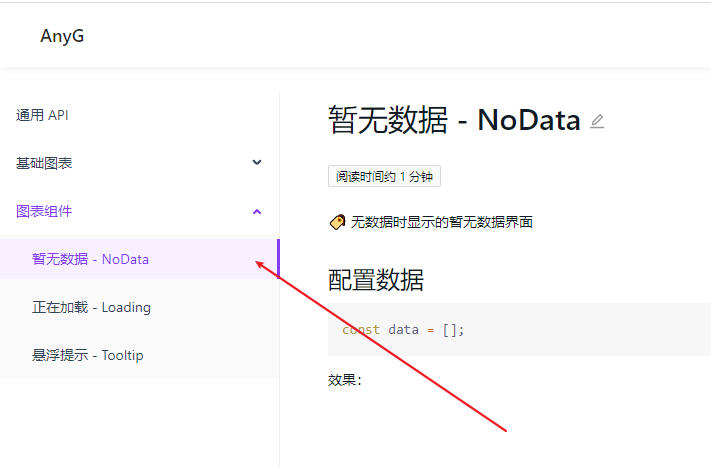 AnyG
通用 API
基础图表
图表组件
暂无数据 - NoData
正在加载 - Loading
悬浮提示 - Tooltip
暂无数据 - NoData
阅读时间约 1 分钟
无数据时显示的暂无数据界面
配置数据
const data = [];
效果：